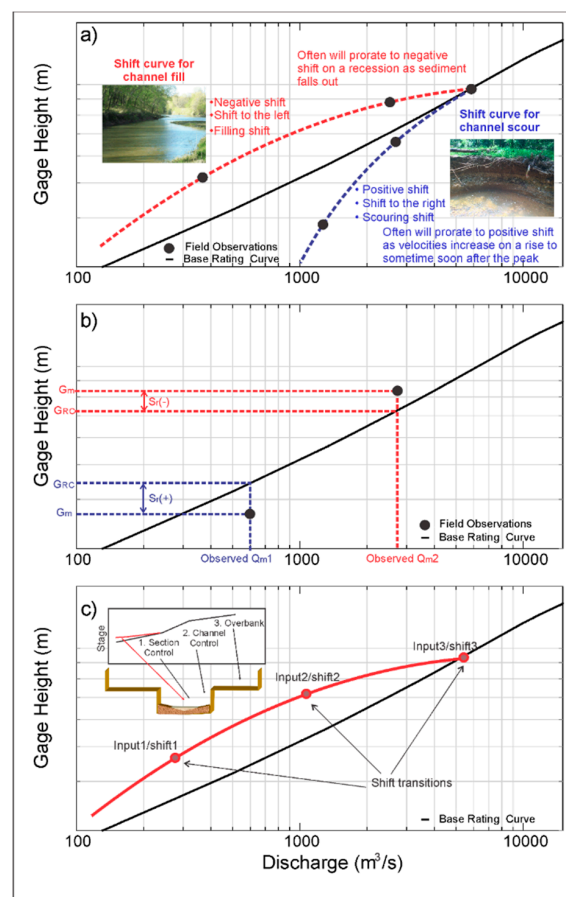 a)
Shift curve for
channel fill
Often will prorate to negative
shift on a recession as sediment
falls out
•Negative shift
•Shift to the left
•Filling shift
Shift curve for
channel scour
• Positive shift
• Shift to the right
• Scouring shift
Often will prorate to positive shift
as velocities increase on a rise to
sometime soon after the peak
Field Observations
Base Rating Curve
Gage Height (m)
100
1000
10000
b)
Gm
Sr(-)
GRC
GRC
Sr(+)
Gm
Field Observations
Base Rating Curve
Gage Height (m)
100
Observed Qm1
1000
Observed Qm2
10000
c)
Stage
1. Section
Control
2. Channel
Control
3. Overbank
Input1/shift1
Input2/shift2
Input3/shift3
Shift transitions
Base Rating Curve
Gage Height (m)
100
1000
10000
Discharge (m³/s)